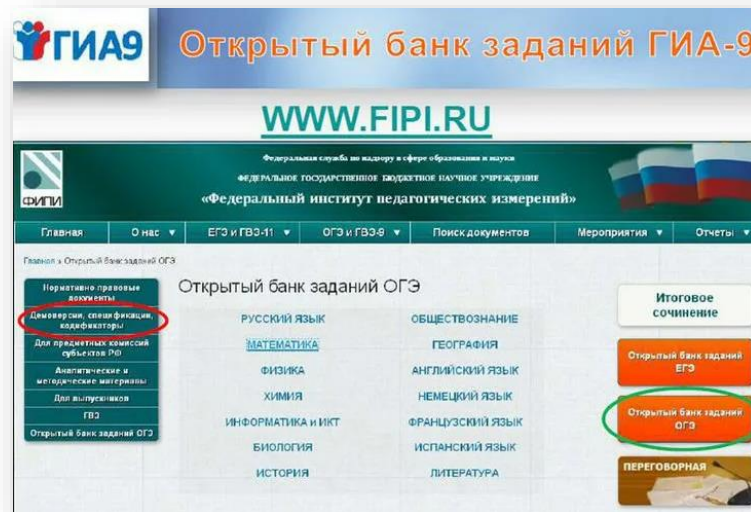 ГИА9
Открытый банк заданий ГИА-9
WWW.FIPI.RU
Федеральная служба по надзору в сфере образования и науки
ФЕДЕРАЛЬНОЕ ГОСУДАРСТВЕННОЕ БЮДЖЕТНОЕ НАУЧНОЕ УЧРЕЖДЕНИЕ
«Федеральный институт педагогических измерений»
ФИПИ
Главная О нас ЕГЭ и ГВЭ-11 ОГЭ и ГВЭ-9 Поиск документов Мероприятия Отчеты
Главная » Открытый банк заданий ОГЭ
Нормативно правовые
документы
Демоверсии, спецификации,
кодификаторы
Для предметных комиссий
субъектов РФ
Аналитические и
методические материалы
Для выпускников
ГВЭ
Открытый банк заданий ОГЭ
Открытый банк заданий ОГЭ
РУССКИЙ ЯЗЫК ОБЩЕСТВОЗНАНИЕ
МАТЕМАТИКА ГЕОГРАФИЯ
ФИЗИКА АНГЛИЙСКИЙ ЯЗЫК
ХИМИЯ НЕМЕЦКИЙ ЯЗЫК
ИНФОРМАТИКА и ИКТ ФРАНЦУЗСКИЙ ЯЗЫК
БИОЛОГИЯ ИСПАНСКИЙ ЯЗЫК
ИСТОРИЯ ЛИТЕРАТУРА
Итоговое
сочинение
Открытый банк заданий
ЕГЭ
Открытый банк заданий
ОГЭ
ПЕРЕГОВОРНАЯ